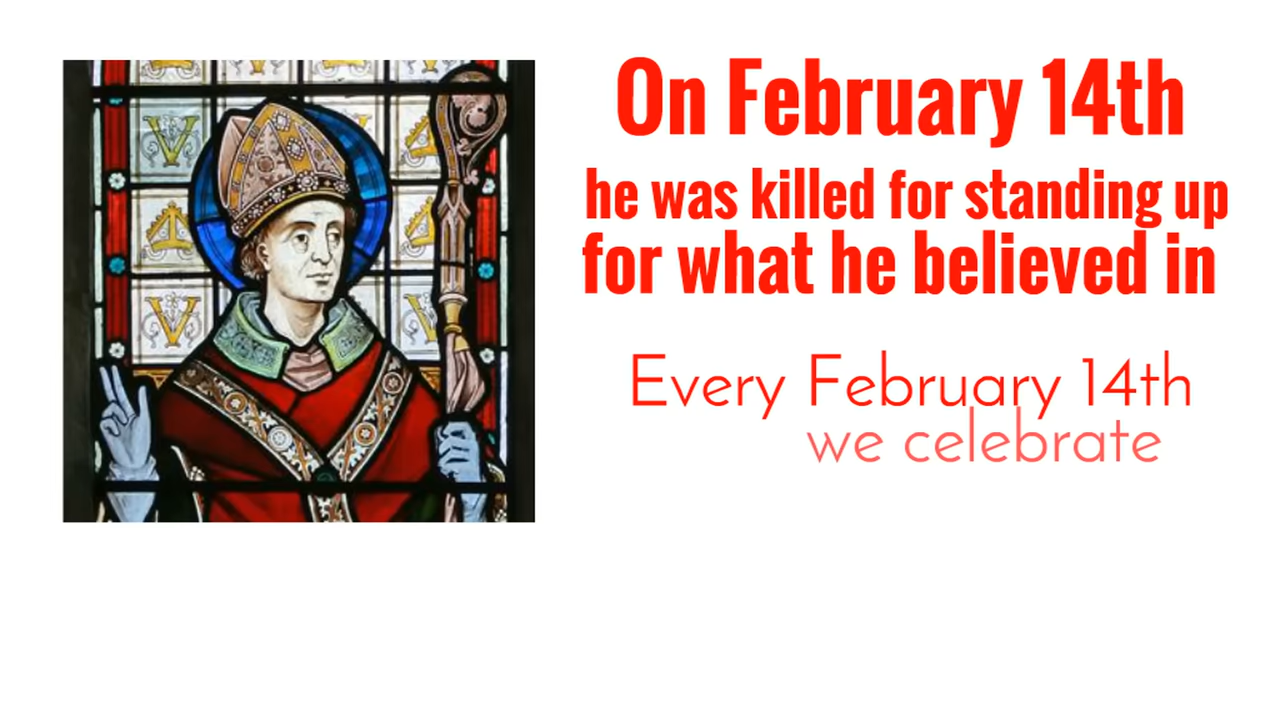 On February 14th
he was killed for standing up
for what he believed in
Every February 14th
we celebrate